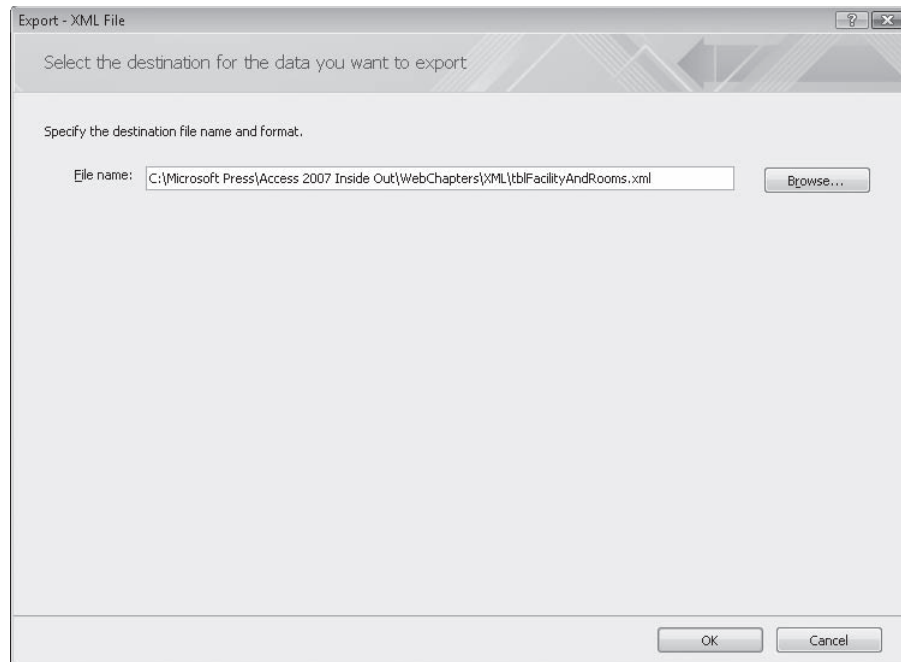 Export - XML File
Select the destination for the data you want to export
Specify the destination file name and format.
File name: C:\Microsoft Press\Access 2007 Inside Out\WebChapters\XML\tblFacilityAndRooms.xml Browse...
OK Cancel